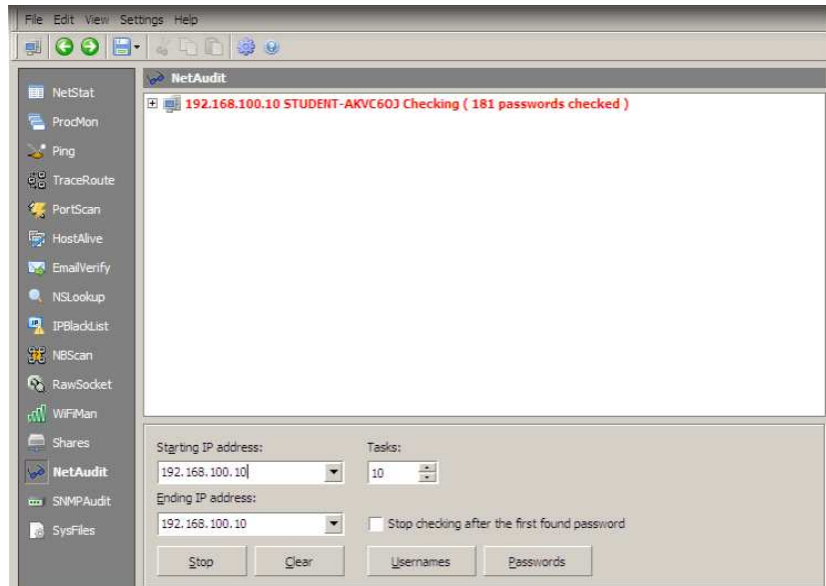 File Edit View Settings Help
NetAudit
NetStat
ProcMon
Ping
TraceRoute
PortScan
HostAlive
EmailVerify
NSLookup
IPBlackList
NBScan
RawSocket
WiFiMan
Shares
NetAudit
SNMPAudit
SysFiles
192.168.100.10 STUDENT-AKVC6OJ Checking ( 181 passwords checked )
Starting IP address:
Tasks:
192.168.100.10
10
Ending IP address:
192.168.100.10
Stop checking after the first found password
Stop
Clear
Usernames
Passwords